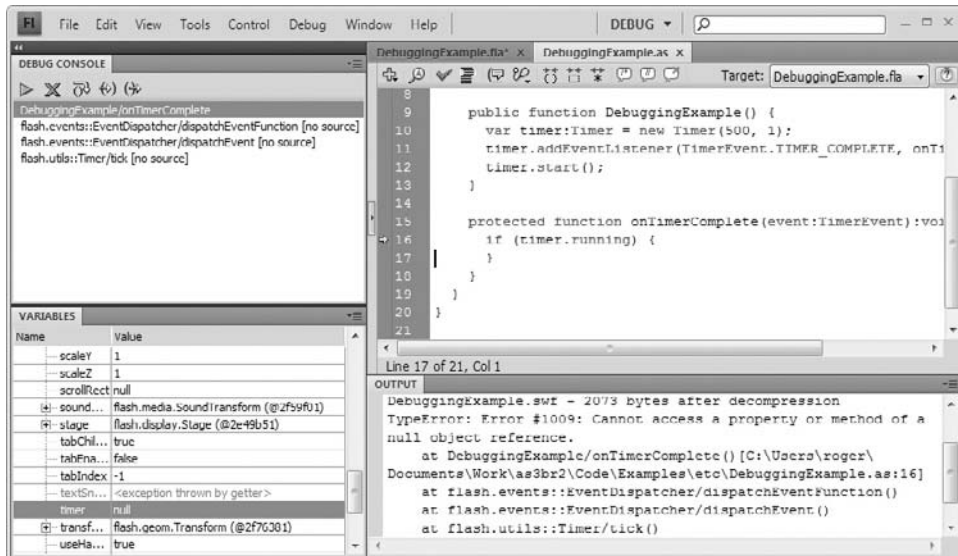 FL File Edit View Tools Control Debug Window Help DEBUG
DEBUG CONSOLE
DebuggingExample/onTimerComplete
flash.events::EventDispatcher/dispatchEventFunction [no source]
flash.events::EventDispatcher/dispatchEvent [no source]
flash.utils::Timer/tick [no source]
VARIABLES
Name Value
scaleY 1
scaleZ 1
scrollRect null
sound... flash.media.SoundTransform (@2f59f01)
stage flash.display.Stage (@2e49b51)
tabChil... true
tabEna... false
tabIndex -1
textSn... <exception thrown by getter>
timer null
transf... flash.geom.Transform (@2f76381)
useHa... true
DebuggingExample.fla* × DebuggingExample.as ×
Target: DebuggingExample.fla
8
9 public function DebuggingExample() {
10 var timer:Timer = new Timer(500, 1);
11 timer.addEventListener(TimerEvent.TIMER_COMPLETE, onTi
12 timer.start();
13 }
14
15 protected function onTimerComplete(event:TimerEvent):voi
16 if (timer.running) {
17 }
18 }
19 }
20 }
21
Line 17 of 21, Col 1
OUTPUT
DebuggingExample.swf - 2073 bytes after decompression
TypeError: Error #1009: Cannot access a property or method of a
null object reference.
at DebuggingExample/onTimerComplete()[C:\Users\roger\
Documents\Work\as3br2\Code\Examples\etc\DebuggingExample.as:16]
at flash.events::EventDispatcher/dispatchEventFunction()
at flash.events::EventDispatcher/dispatchEvent()
at flash.utils::Timer/tick()